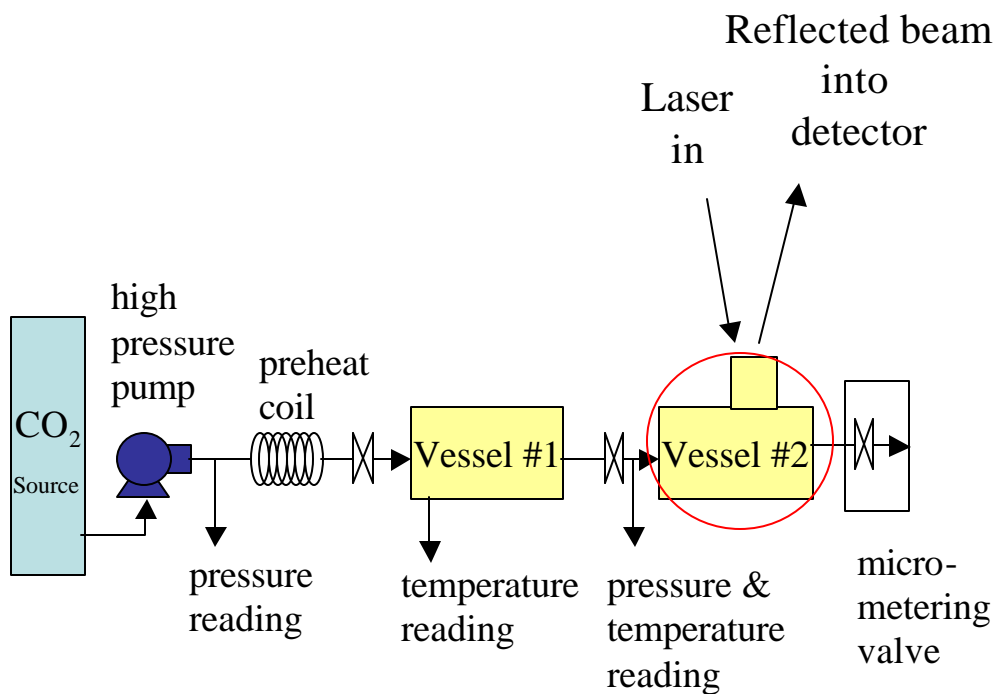 Reflected beam
into
detector
Laser
in
high
pressure
pump
preheat
coil
CO₂
Source
Vessel #1
Vessel #2
pressure
reading
temperature
reading
pressure &
temperature
reading
micro-
metering
valve